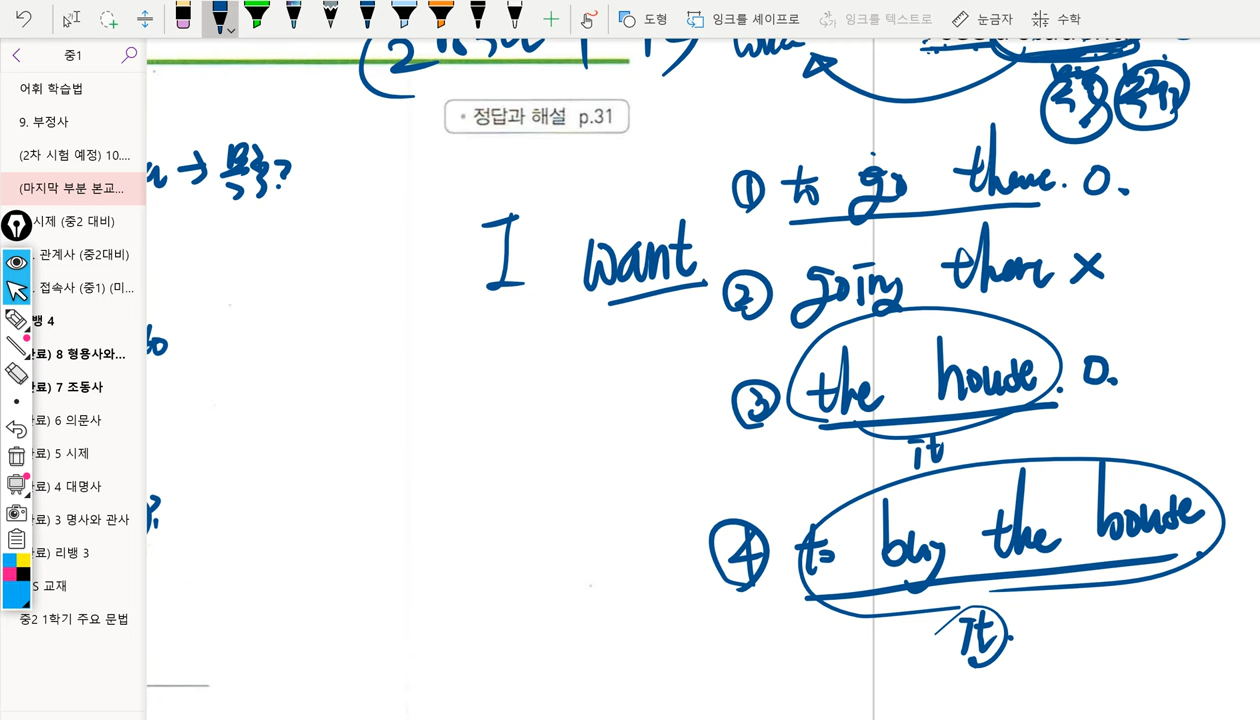 도형
잉크를 셰이프로
잉크를 텍스트로
눈금자
수학
중1
어휘 학습법
9. 부정사
(2차 시험 예정) 10....
(마지막 부분 본교...
시제 (중2 대비)
. 관계사 (중2대비)
. 접속사 (중1) (미...
뱅 4
료) 8 형용사와...
료) 7 조동사
료) 6 의문사
료) 5 시제
료) 4 대명사
료) 3 명사와 관사
료) 리뱅 3
S 교재
중2 1학기 주요 문법
• 정답과 해설 p.31
I want
① to go there. O.
② going there X
③ the house. O.
it
④ to buy the house.
it.